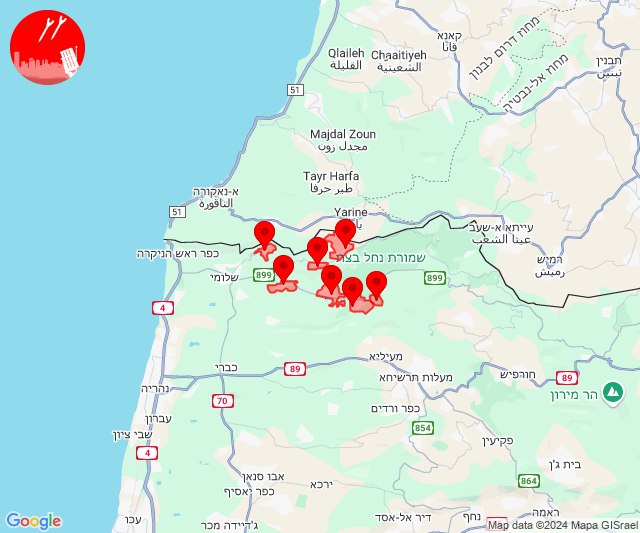 מחוז דרום לבנון
קאנא
قانا
Qlaileh
القليلة
Chaaitiyeh
الشعيتية
תבנין
تبنين
מחוז אל-נבטיה
51
Majdal Zoun
مجدل زون
Tayr Harfa
طير حرفا
א-נאקורה
الناقورة
51
Yarine
עייתא א-שעב
عيتا الشعب
רמיש
رميش
כפר ראש הניקרה
שמורת נחל בצת
899
899
שלומי
4
מעיליא
89
כברי
מעלות תרשיחא
חורפיש
89
הר מירון
נהריה
70
כפר ורדים
עברון
854
שבי ציון
פקיעין
4
בית ג'ן
אבו סנאן
864
ירכא
כפר יאסיף
ראמה
נחף
דיר אל-אסד
עכו
ג'דיידה מכר
Google
Map data ©2024 Mapa GISrael